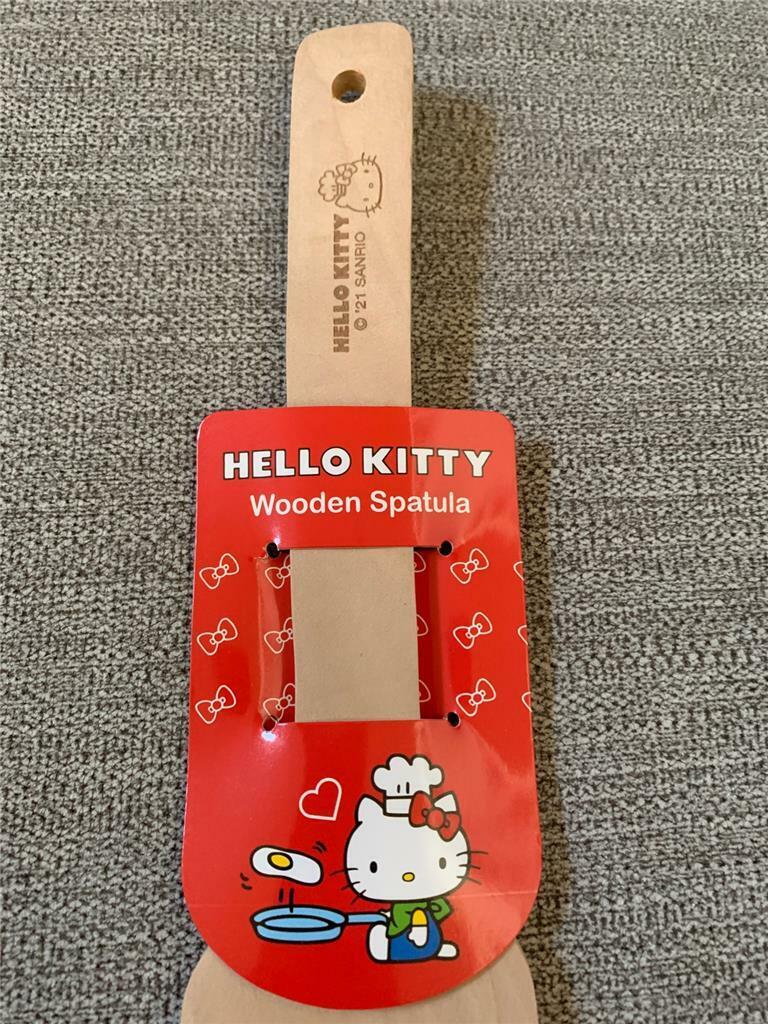 HELLO KITTY
© '21 SANRIO
HELLO KITTY
Wooden Spatula